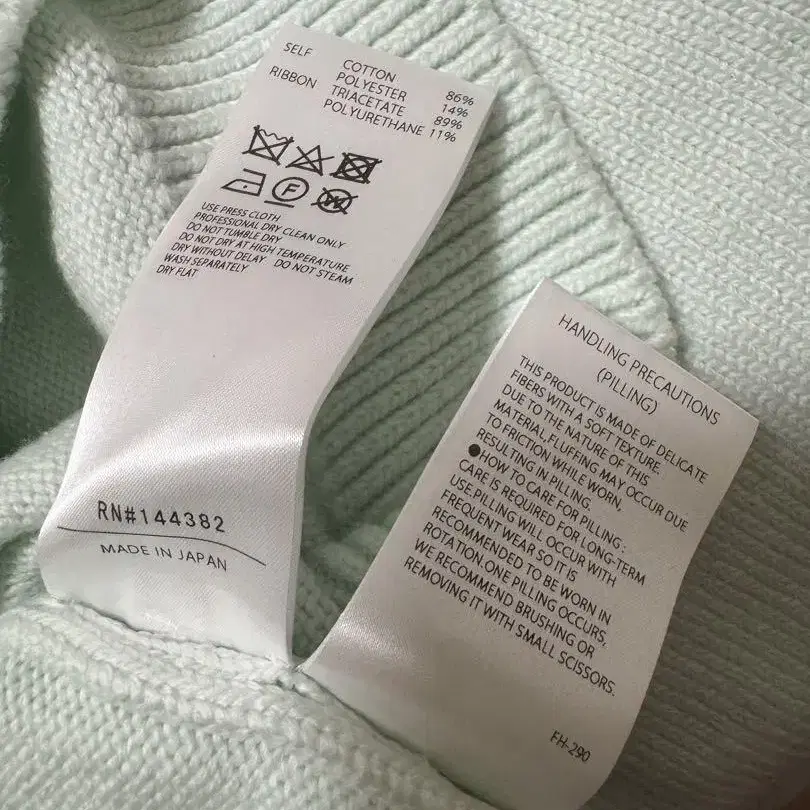 SELF COTTON 86%
POLYESTER 14%
RIBBON TRIACETATE 89%
POLYURETHANE 11%
F
W
USE PRESS CLOTH
PROFESSIONAL DRY CLEAN ONLY
DO NOT TUMBLE DRY
DO NOT DRY AT HIGH TEMPERATURE
DRY WITHOUT DELAY DO NOT STEAM
WASH SEPARATELY
DRY FLAT
RN#144382
MADE IN JAPAN
HANDLING PRECAUTIONS
(PILLING)
THIS PRODUCT IS MADE OF DELICATE
FIBERS WITH A SOFT TEXTURE.
DUE TO THE NATURE OF THIS
MATERIAL,FLUFFING MAY OCCUR DUE
TO FRICTION WHILE WORN,
RESULTING IN PILLING.
●HOW TO CARE FOR PILLING :
CARE IS REQUIRED FOR LONG-TERM
USE.PILLING WILL OCCUR WITH
FREQUENT WEAR SO IT IS
RECOMMENDED TO BE WORN IN
ROTATION.ONE PILLING OCCURS,
WE RECOMMEND BRUSHING OR
REMOVING IT WITH SMALL SCISSORS.
FH-290